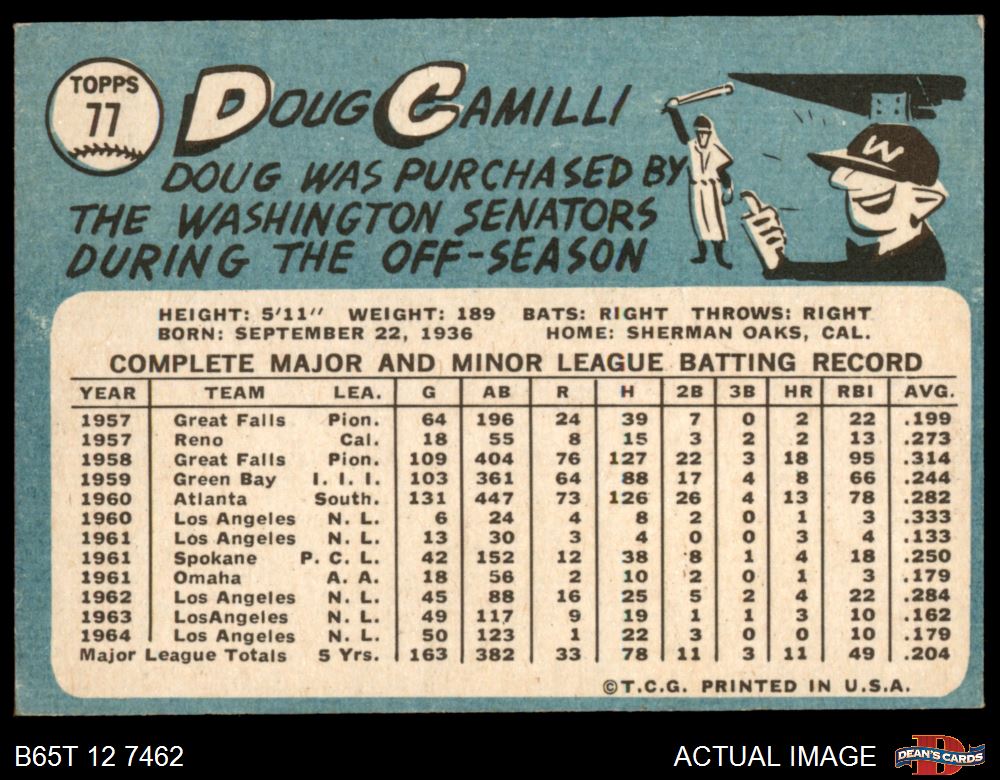 TOPPS
77
DOUG CAMILLI
DOUG WAS PURCHASED BY
THE WASHINGTON SENATORS
DURING THE OFF-SEASON
W
HEIGHT: 5'11" WEIGHT: 189 BATS: RIGHT THROWS: RIGHT
BORN: SEPTEMBER 22, 1936 HOME: SHERMAN OAKS, CAL.
COMPLETE MAJOR AND MINOR LEAGUE BATTING RECORD
YEAR TEAM LEA. G AB R H 2B 3B HR RBI AVG.
1957 Great Falls Pion. 64 196 24 39 7 0 2 22 .199
1957 Reno Cal. 18 55 8 15 3 2 2 13 .273
1958 Great Falls Pion. 109 404 76 127 22 3 18 95 .314
1959 Green Bay I. I. I. 103 361 64 88 17 4 8 66 .244
1960 Atlanta South. 131 447 73 126 26 4 13 78 .282
1960 Los Angeles N. L. 6 24 4 8 2 0 1 3 .333
1961 Los Angeles N. L. 13 30 3 4 0 0 3 4 .133
1961 Spokane P. C. L. 42 152 12 38 8 1 4 18 .250
1961 Omaha A. A. 18 56 2 10 2 0 1 3 .179
1962 Los Angeles N. L. 45 88 16 25 5 2 4 22 .284
1963 LosAngeles N. L. 49 117 9 19 1 1 3 10 .162
1964 Los Angeles N. L. 50 123 1 22 3 0 0 10 .179
Major League Totals 5 Yrs. 163 382 33 78 11 3 11 49 .204
©T.C.G. PRINTED IN U.S.A.
B65T 12 7462 ACTUAL IMAGE D DEAN'S CARDS